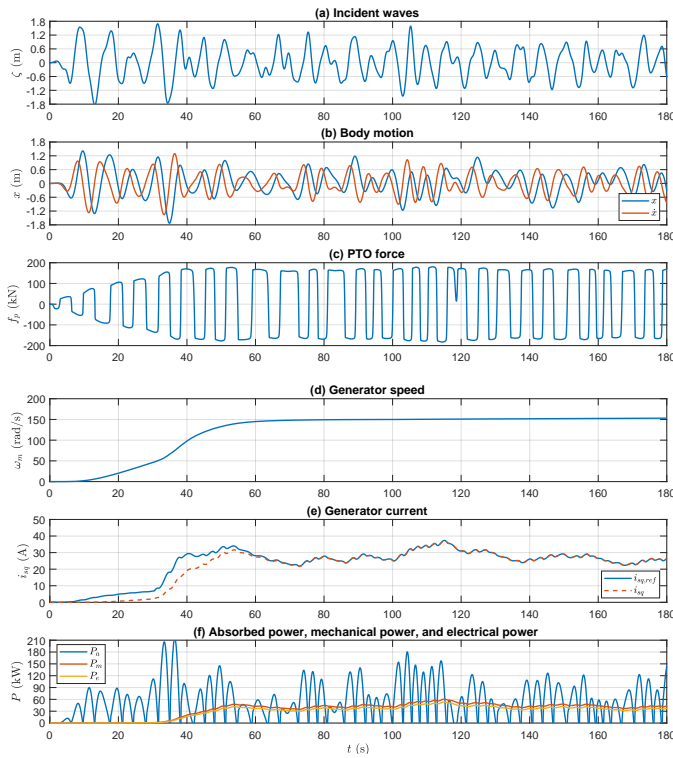 (a) Incident waves
1.8
1.2
0.6
0
-0.6
-1.2
-1.8
ζ (m)
0 20 40 60 80 100 120 140 160 180
(b) Body motion
1.8
1.2
0.6
0.0
-0.6
-1.2
-1.8
x (m)
x
ẋ
0 20 40 60 80 100 120 140 160 180
(c) PTO force
200
100
0
-100
-200
f_p (kN)
0 20 40 60 80 100 120 140 160 180
(d) Generator speed
200
150
100
50
0
ω_m (rad/s)
0 20 40 60 80 100 120 140 160 180
(e) Generator current
50
40
30
20
10
0
i_sq (A)
i_sq,ref
i_sq
0 20 40 60 80 100 120 140 160 180
(f) Absorbed power, mechanical power, and electrical power
210
180
150
120
90
60
30
0
P (kW)
P_a
P_m
P_e
0 20 40 60 80 100 120 140 160 180
t (s)